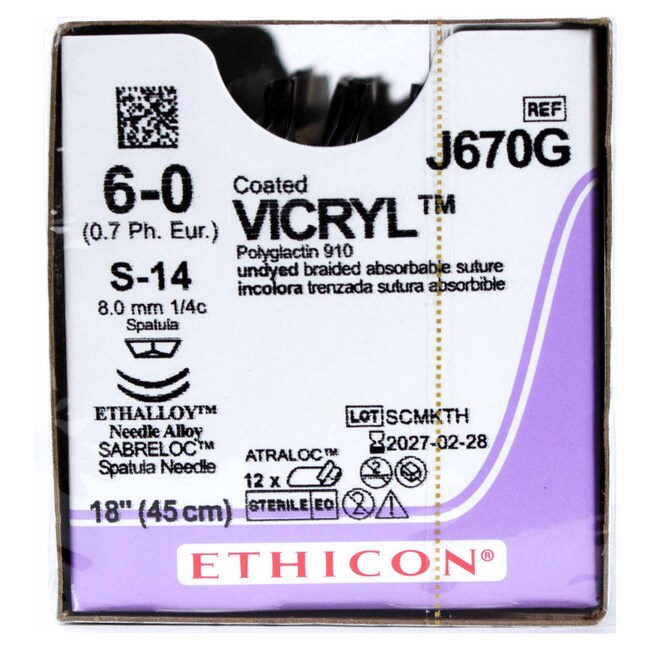 REF
J670G
6-0
(0.7 Ph. Eur.)
S-14
8.0 mm 1/4c
Spatula
Coated
VICRYL™
Polyglactin 910
undyed braided absorbable suture
incolora trenzada sutura absorbible
ETHALLOY™
Needle Alloy
SABRELOC™
Spatula Needle
18" (45 cm)
LOT SCMKTH
2027-02-28
ATRALOC™
12 x
STERILE EO
2
2
ETHICON®